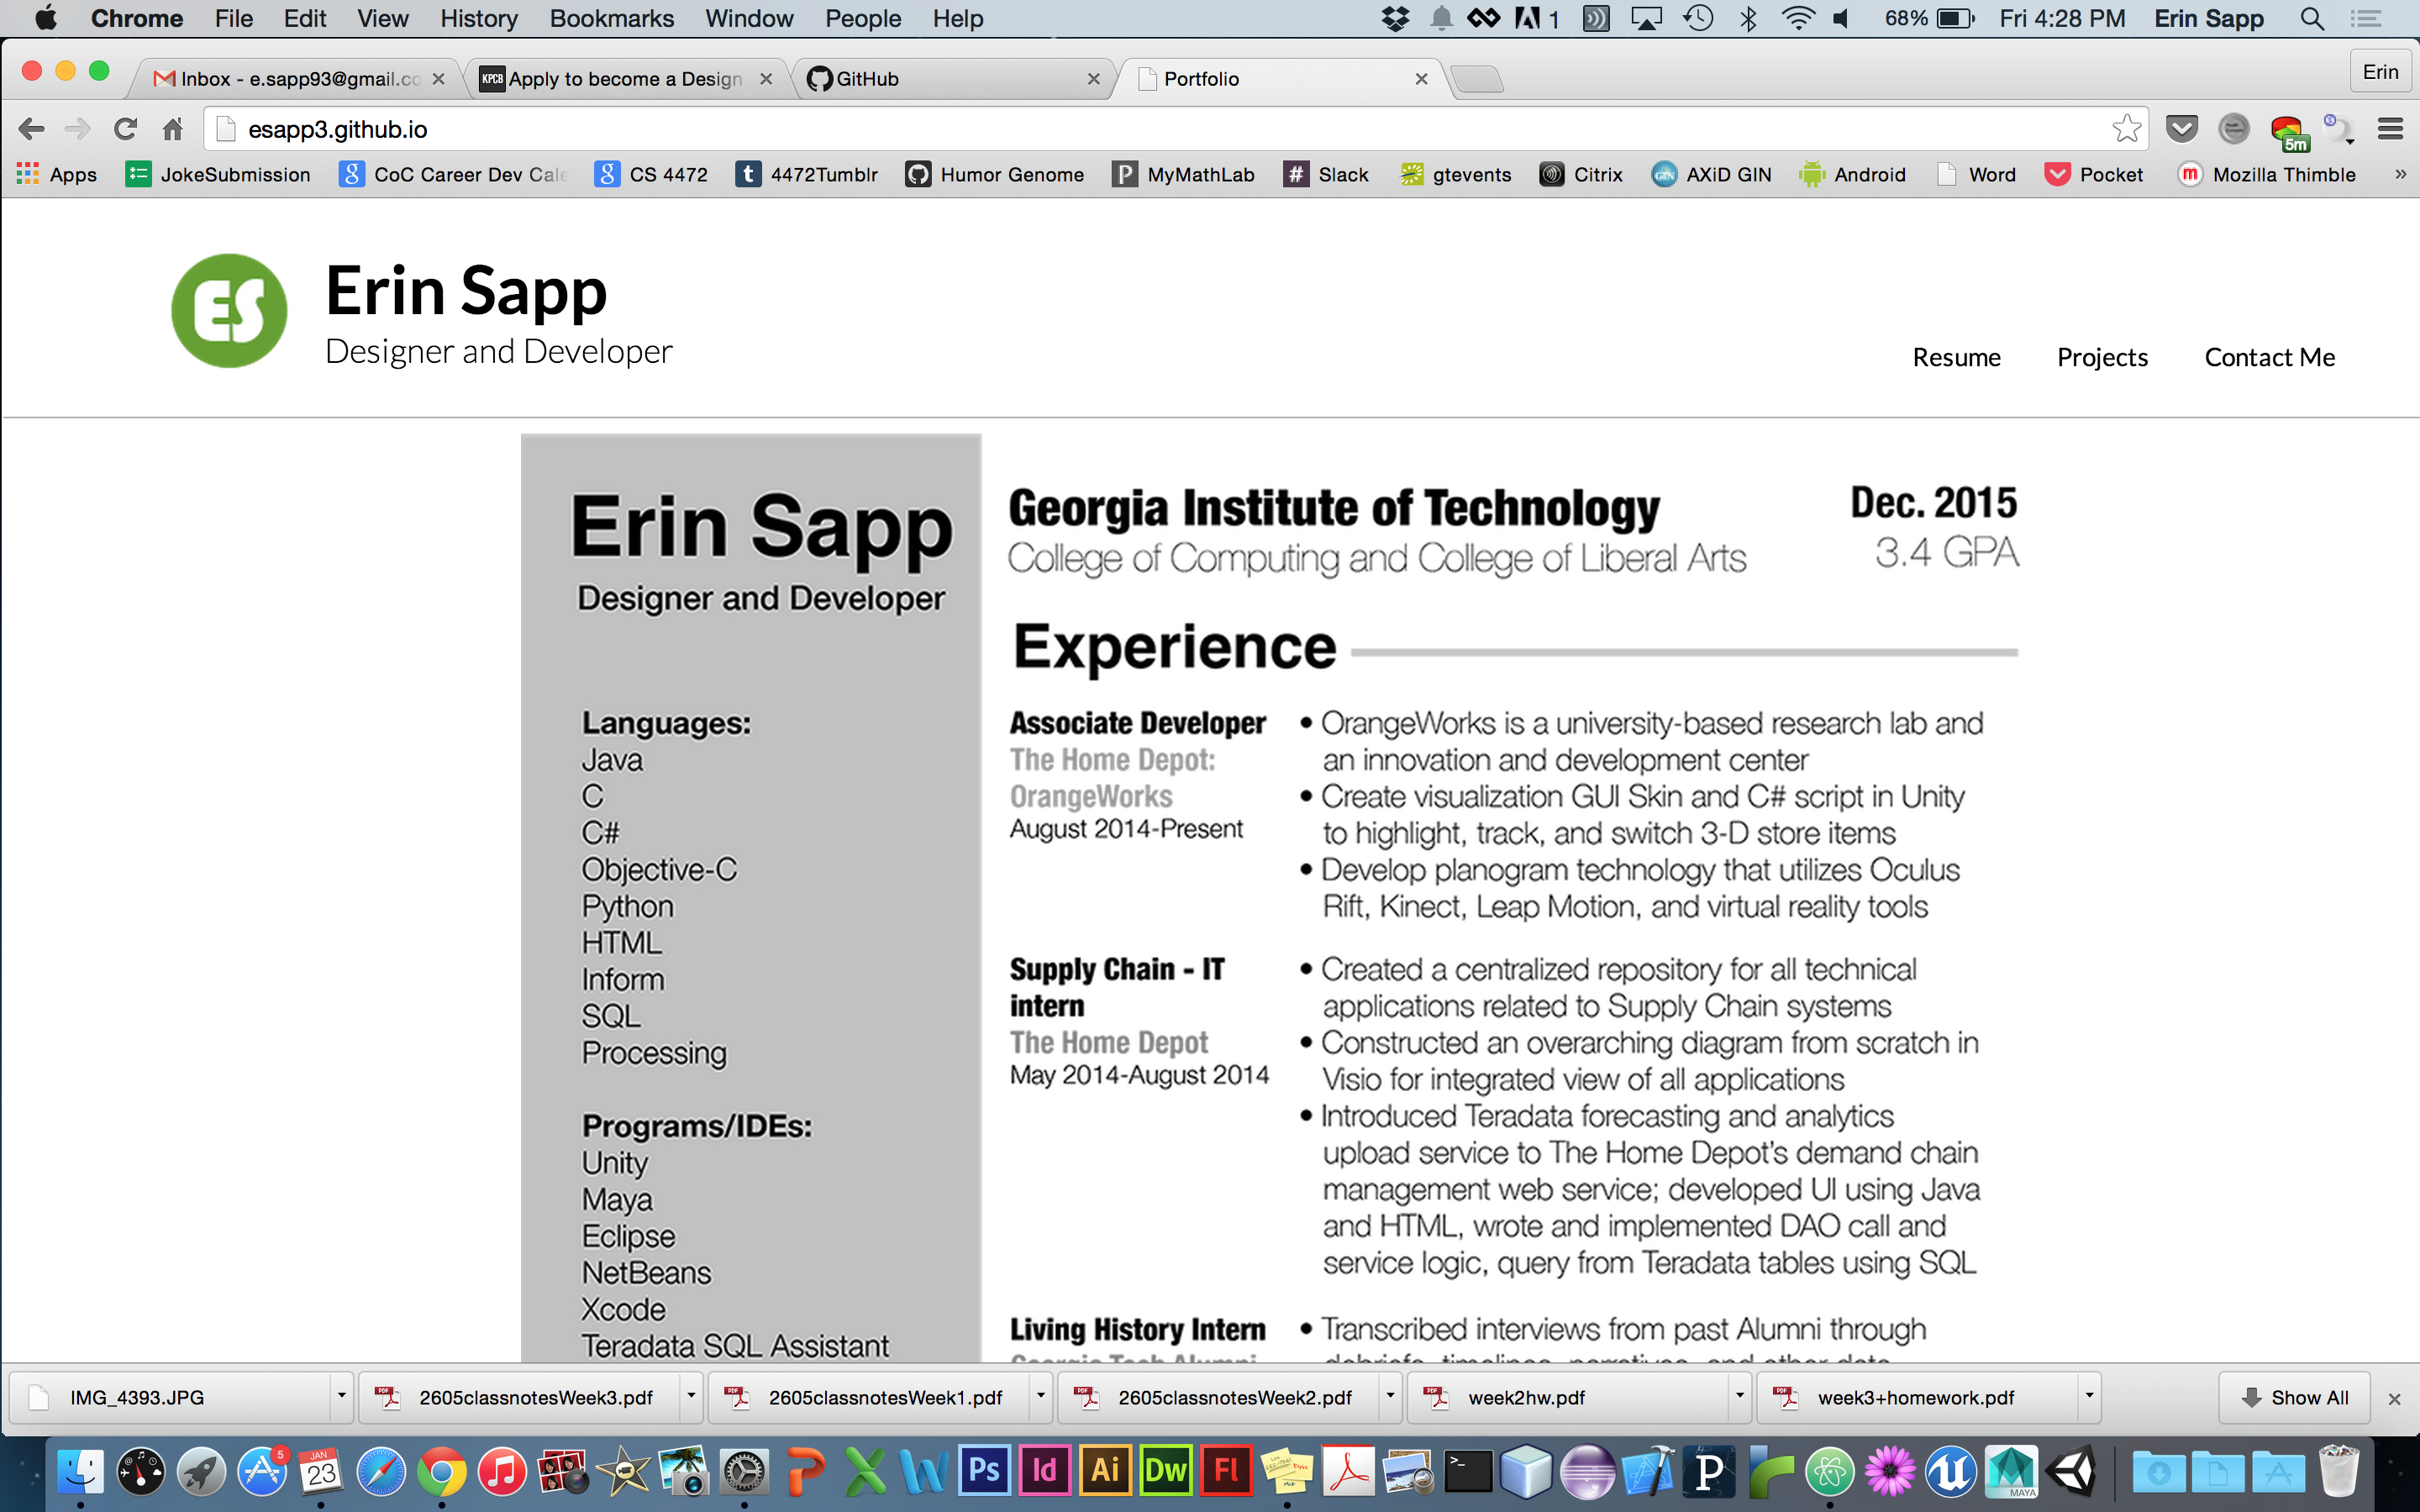 Chrome File Edit View History Bookmarks Window People Help 1 68% Fri 4:28 PM Erin Sapp
Inbox - e.sapp93@gmail.co KPCB Apply to become a Design GitHub Portfolio Erin
esapp3.github.io 5m
Apps JokeSubmission CoC Career Dev Cale CS 4472 4472Tumblr Humor Genome MyMathLab Slack gtevents Citrix AXiD GIN Android Word Pocket Mozilla Thimble »
ES
Erin Sapp
Designer and Developer
Resume Projects Contact Me
Erin Sapp
Designer and Developer
Languages:
Java
C
C#
Objective-C
Python
HTML
Inform
SQL
Processing
Programs/IDEs:
Unity
Maya
Eclipse
NetBeans
Xcode
Teradata SQL Assistant
Georgia Institute of Technology Dec. 2015
College of Computing and College of Liberal Arts 3.4 GPA
Experience
Associate Developer
The Home Depot:
OrangeWorks
August 2014-Present
• OrangeWorks is a university-based research lab and
an innovation and development center
• Create visualization GUI Skin and C# script in Unity
to highlight, track, and switch 3-D store items
• Develop planogram technology that utilizes Oculus
Rift, Kinect, Leap Motion, and virtual reality tools
Supply Chain - IT
intern
The Home Depot
May 2014-August 2014
• Created a centralized repository for all technical
applications related to Supply Chain systems
• Constructed an overarching diagram from scratch in
Visio for integrated view of all applications
• Introduced Teradata forecasting and analytics
upload service to The Home Depot's demand chain
management web service; developed UI using Java
and HTML, wrote and implemented DAO call and
service logic, query from Teradata tables using SQL
Living History Intern
Georgia Tech Alumni
• Transcribed interviews from past Alumni through
debriefs, timelines, narratives, and other data
IMG_4393.JPG 2605classnotesWeek3.pdf 2605classnotesWeek1.pdf 2605classnotesWeek2.pdf week2hw.pdf week3+homework.pdf Show All
5 JAN 23 Ps Id Ai Dw Fl P MAYA